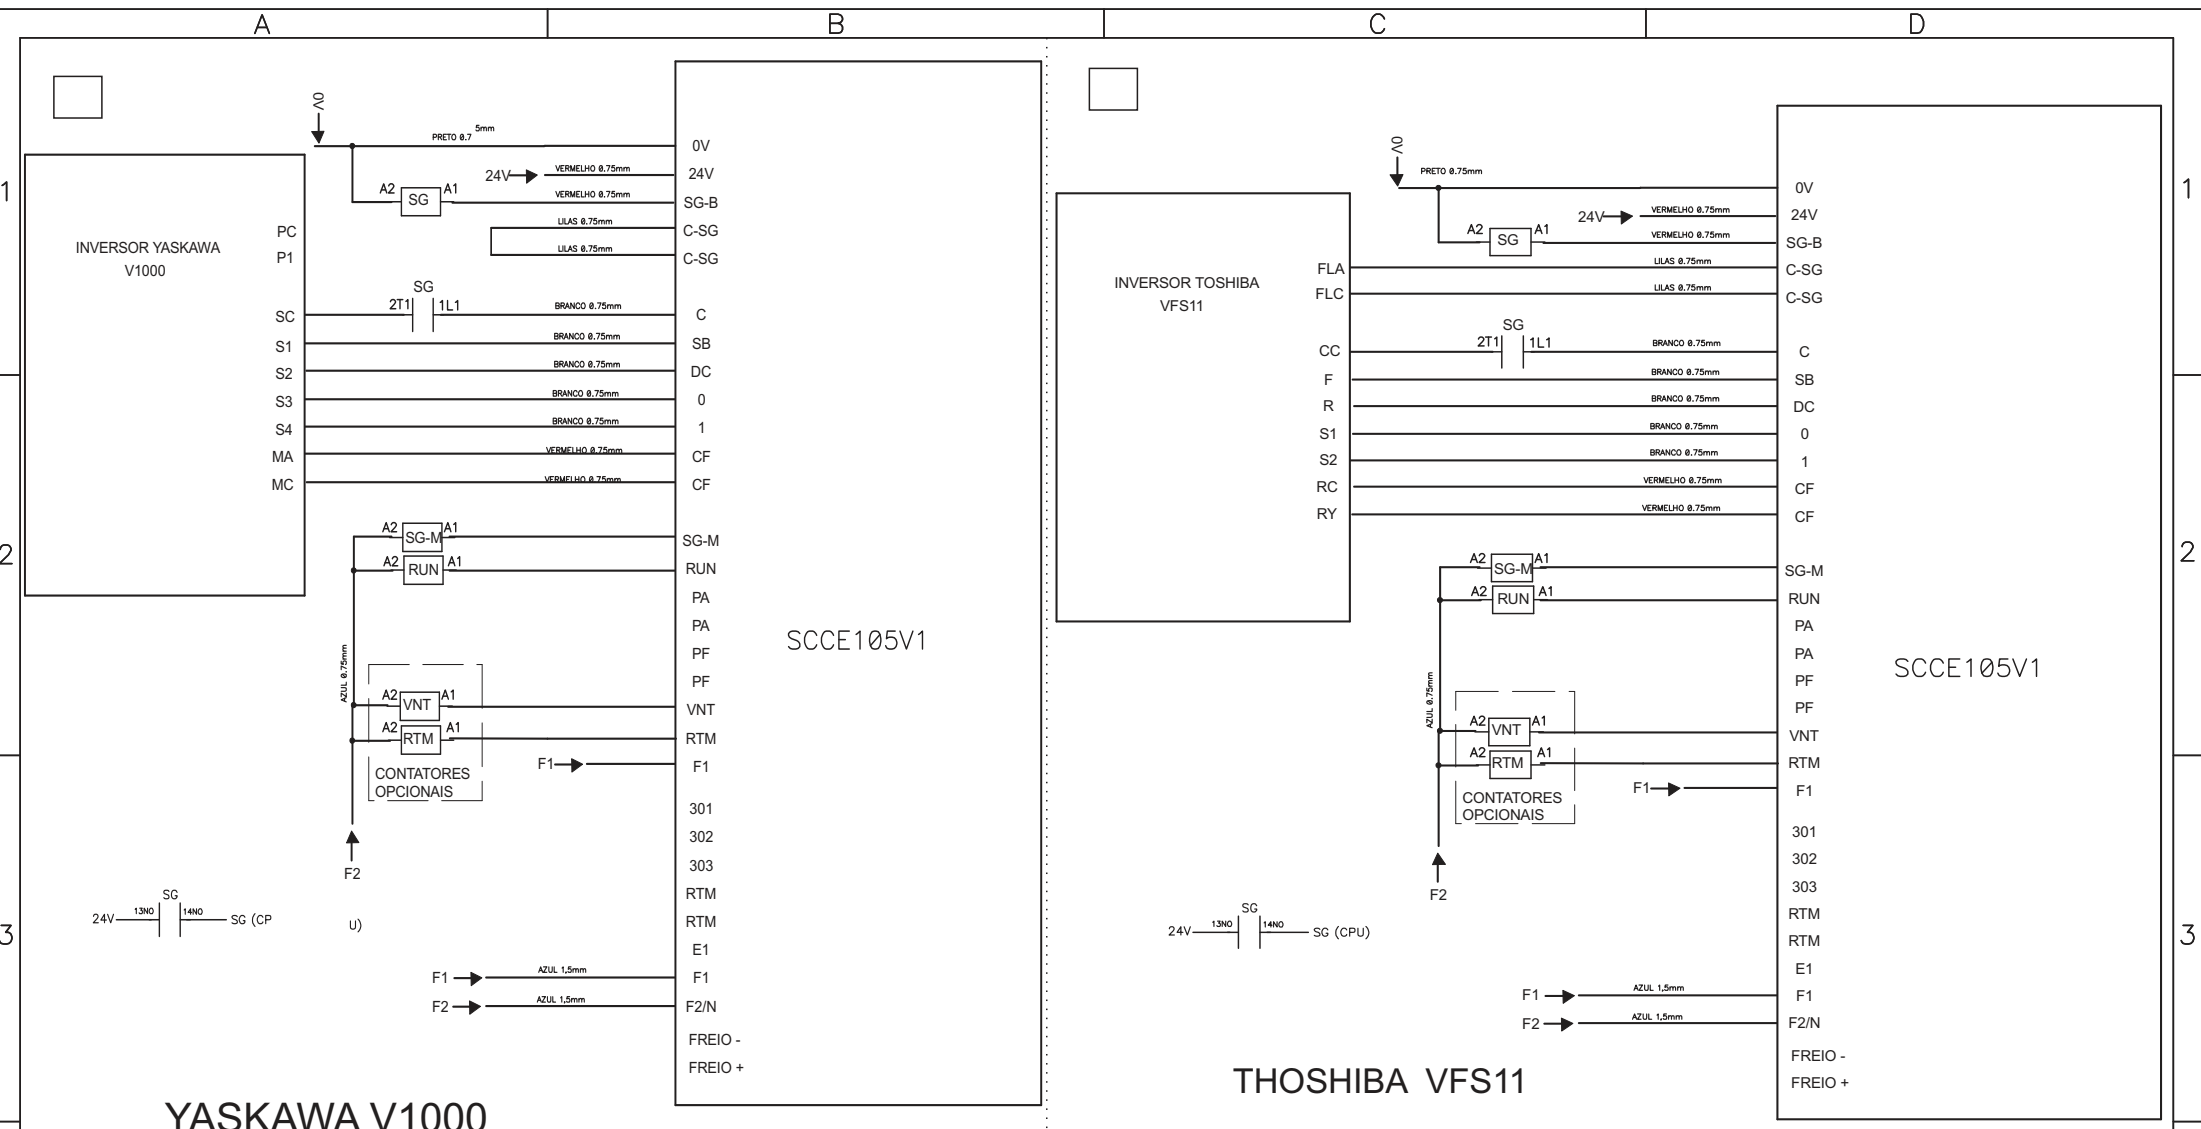 A B C D
1
2
3
0V
PRETO 0.7 5mm
0V
24V VERMELHO 0.75mm 24V
A2 SG A1 VERMELHO 0.75mm SG-B
LILAS 0.75mm C-SG
LILAS 0.75mm C-SG
INVERSOR YASKAWA
V1000
PC
P1
SG
SC 2T1 1L1 BRANCO 0.75mm C
S1 BRANCO 0.75mm SB
S2 BRANCO 0.75mm DC
S3 BRANCO 0.75mm 0
S4 BRANCO 0.75mm 1
MA VERMELHO 0.75mm CF
MC VERMELHO 0.75mm CF
A2 SG-M A1 SG-M
A2 RUN A1 RUN
PA
PA
PF
PF
SCCE105V1
AZUL 0.75mm
A2 VNT A1 VNT
A2 RTM A1 RTM
CONTATORES
OPCIONAIS
F1 F1
F2
301
302
303
RTM
RTM
E1
SG
24V 13NO 14NO SG (CP U)
F1 AZUL 1,5mm F1
F2 AZUL 1,5mm F2/N
FREIO -
FREIO +
YASKAWA V1000
0V
PRETO 0.75mm 0V
24V VERMELHO 0.75mm 24V
A2 SG A1 VERMELHO 0.75mm SG-B
INVERSOR TOSHIBA
VFS11
FLA LILAS 0.75mm C-SG
FLC LILAS 0.75mm C-SG
SG
CC 2T1 1L1 BRANCO 0.75mm C
F BRANCO 0.75mm SB
R BRANCO 0.75mm DC
S1 BRANCO 0.75mm 0
S2 BRANCO 0.75mm 1
RC VERMELHO 0.75mm CF
RY VERMELHO 0.75mm CF
A2 SG-M A1 SG-M
A2 RUN A1 RUN
PA
PA
PF
PF
SCCE105V1
AZUL 0.75mm
A2 VNT A1 VNT
A2 RTM A1 RTM
CONTATORES
OPCIONAIS
F1 F1
F2
301
302
303
RTM
RTM
E1
SG
24V 13NO 14NO SG (CPU)
F1 AZUL 1,5mm F1
F2 AZUL 1,5mm F2/N
FREIO -
FREIO +
THOSHIBA VFS11
1
2
3